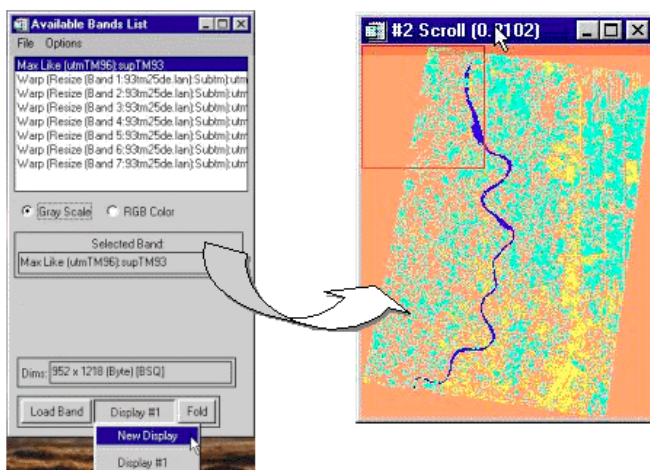 Available Bands List
File Options
Max Like (utmTM96):supTM93
Warp (Resize (Band 1:93tm25de.lan):Subtm):utm
Warp (Resize (Band 2:93tm25de.lan):Subtm):utm
Warp (Resize (Band 3:93tm25de.lan):Subtm):utm
Warp (Resize (Band 4:93tm25de.lan):Subtm):utm
Warp (Resize (Band 5:93tm25de.lan):Subtm):utm
Warp (Resize (Band 6:93tm25de.lan):Subtm):utm
Warp (Resize (Band 7:93tm25de.lan):Subtm):utm
Gray Scale RGB Color
Selected Band:
Max Like (utmTM96):supTM93
Dims: 952 x 1218 (Byte) [BSQ]
Load Band Display #1 Fold
New Display
Display #1
#2 Scroll